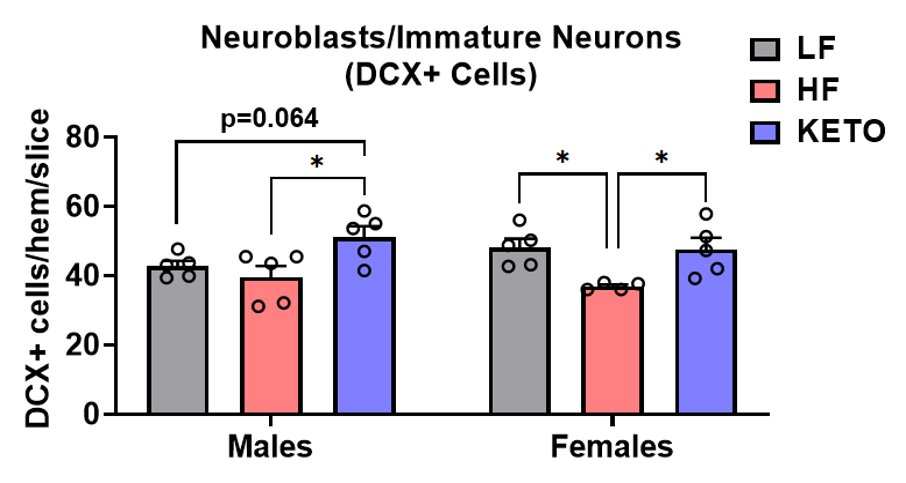 Neuroblasts/Immature Neurons
(DCX+ Cells)
LF
HF
KETO
DCX+ cells/hem/slice
80
60
40
20
0
p=0.064
*
*
*
Males
Females